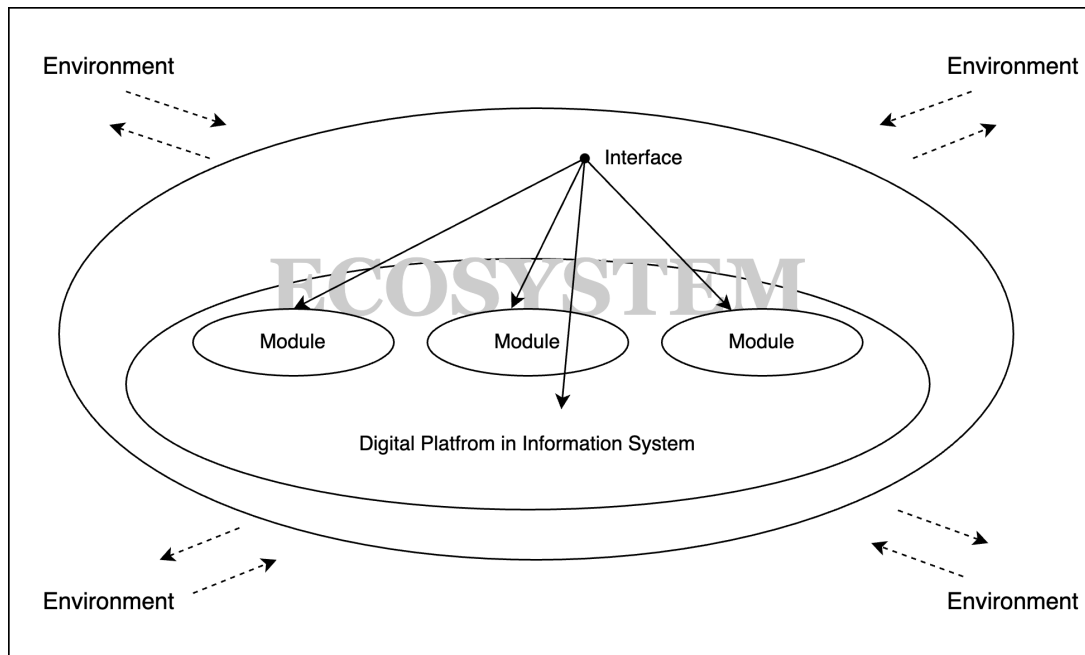 Environment
Environment
Interface
ECOSYSTEM
Module
Module
Module
Digital Platfrom in Information System
Environment
Environment